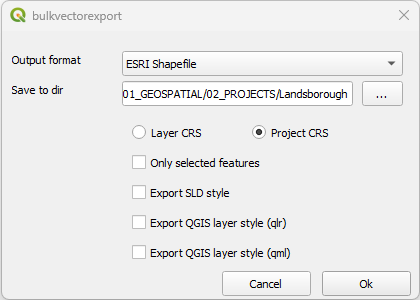 bulkvectorexport
Output format ESRI Shapefile
Save to dir 01_GEOSPATIAL/02_PROJECTS/Landsborough ...
Layer CRS Project CRS
Only selected features
Export SLD style
Export QGIS layer style (qlr)
Export QGIS layer style (qml)
Cancel Ok